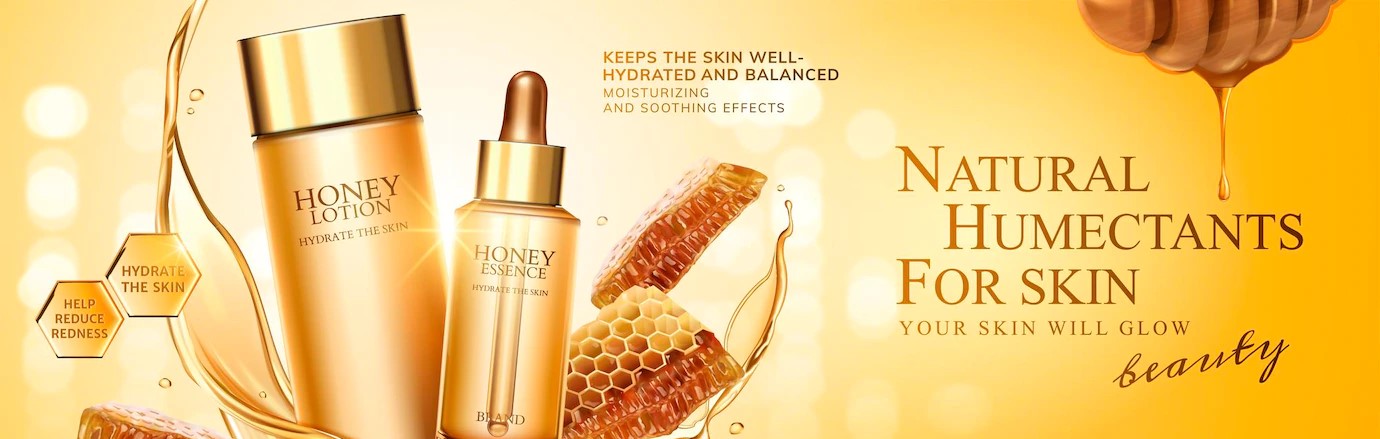 KEEPS THE SKIN WELL-
HYDRATED AND BALANCED
MOISTURIZING
AND SOOTHING EFFECTS
HONEY
LOTION
HYDRATE THE SKIN
HONEY
ESSENCE
HYDRATE THE SKIN
BRAND
HYDRATE
THE SKIN
HELP
REDUCE
REDNESS
NATURAL
HUMECTANTS
FOR SKIN
YOUR SKIN WILL GLOW
beauty